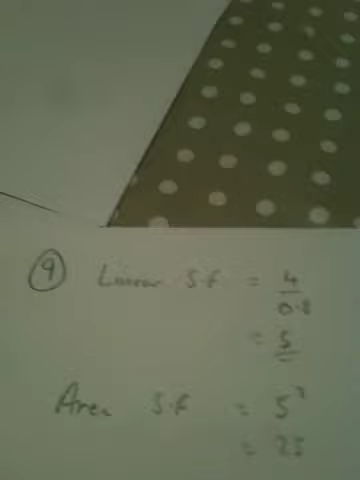 9 Linear S.F = 4/0.8
= 5
Area S.F = 5²
= 25